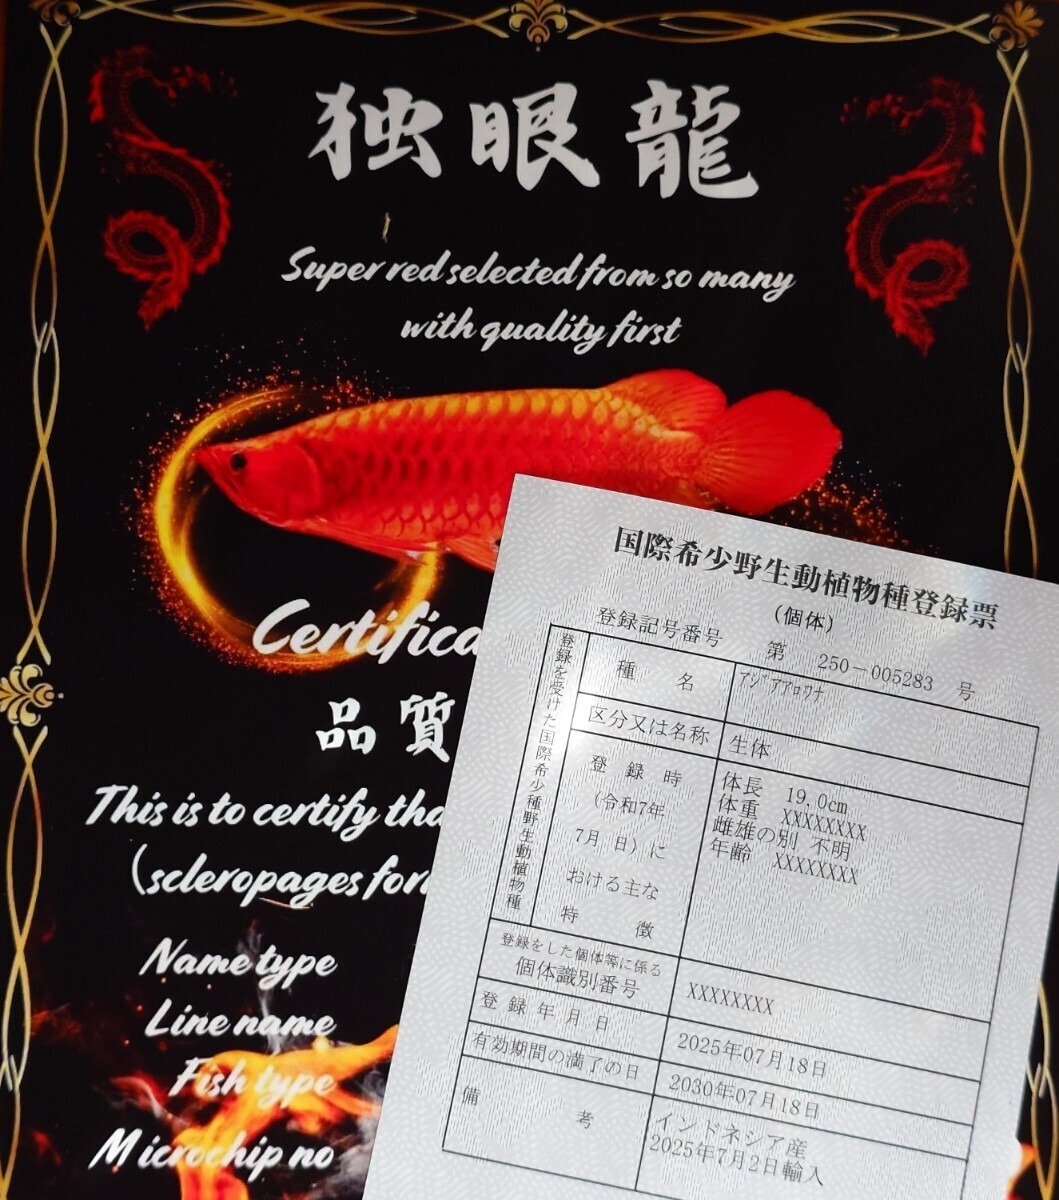 独眼龍
Super red selected from so many
with quality first
Certifica
品質
This is to certify tha
(scleropages for
Name type
Line name
Fish type
Microchip no
国際希少野生動植物種登録票
(個体)
登録記号番号 第 250-005283 号
登録を受けた国際希少野生動植物種
種名 アジアアロワナ
区分又は名称 生体
登録時
(令和7年
7月 日)に
おける主な
特徴
体長 19.0cm
体重 XXXXXXXX
雌雄の別 不明
年齢 XXXXXXXX
登録をした個体等に係る
個体識別番号 XXXXXXXX
登録年月日 2025年07月18日
有効期間の満了の日 2030年07月18日
備考
インドネシア産
2025年7月2日輸入